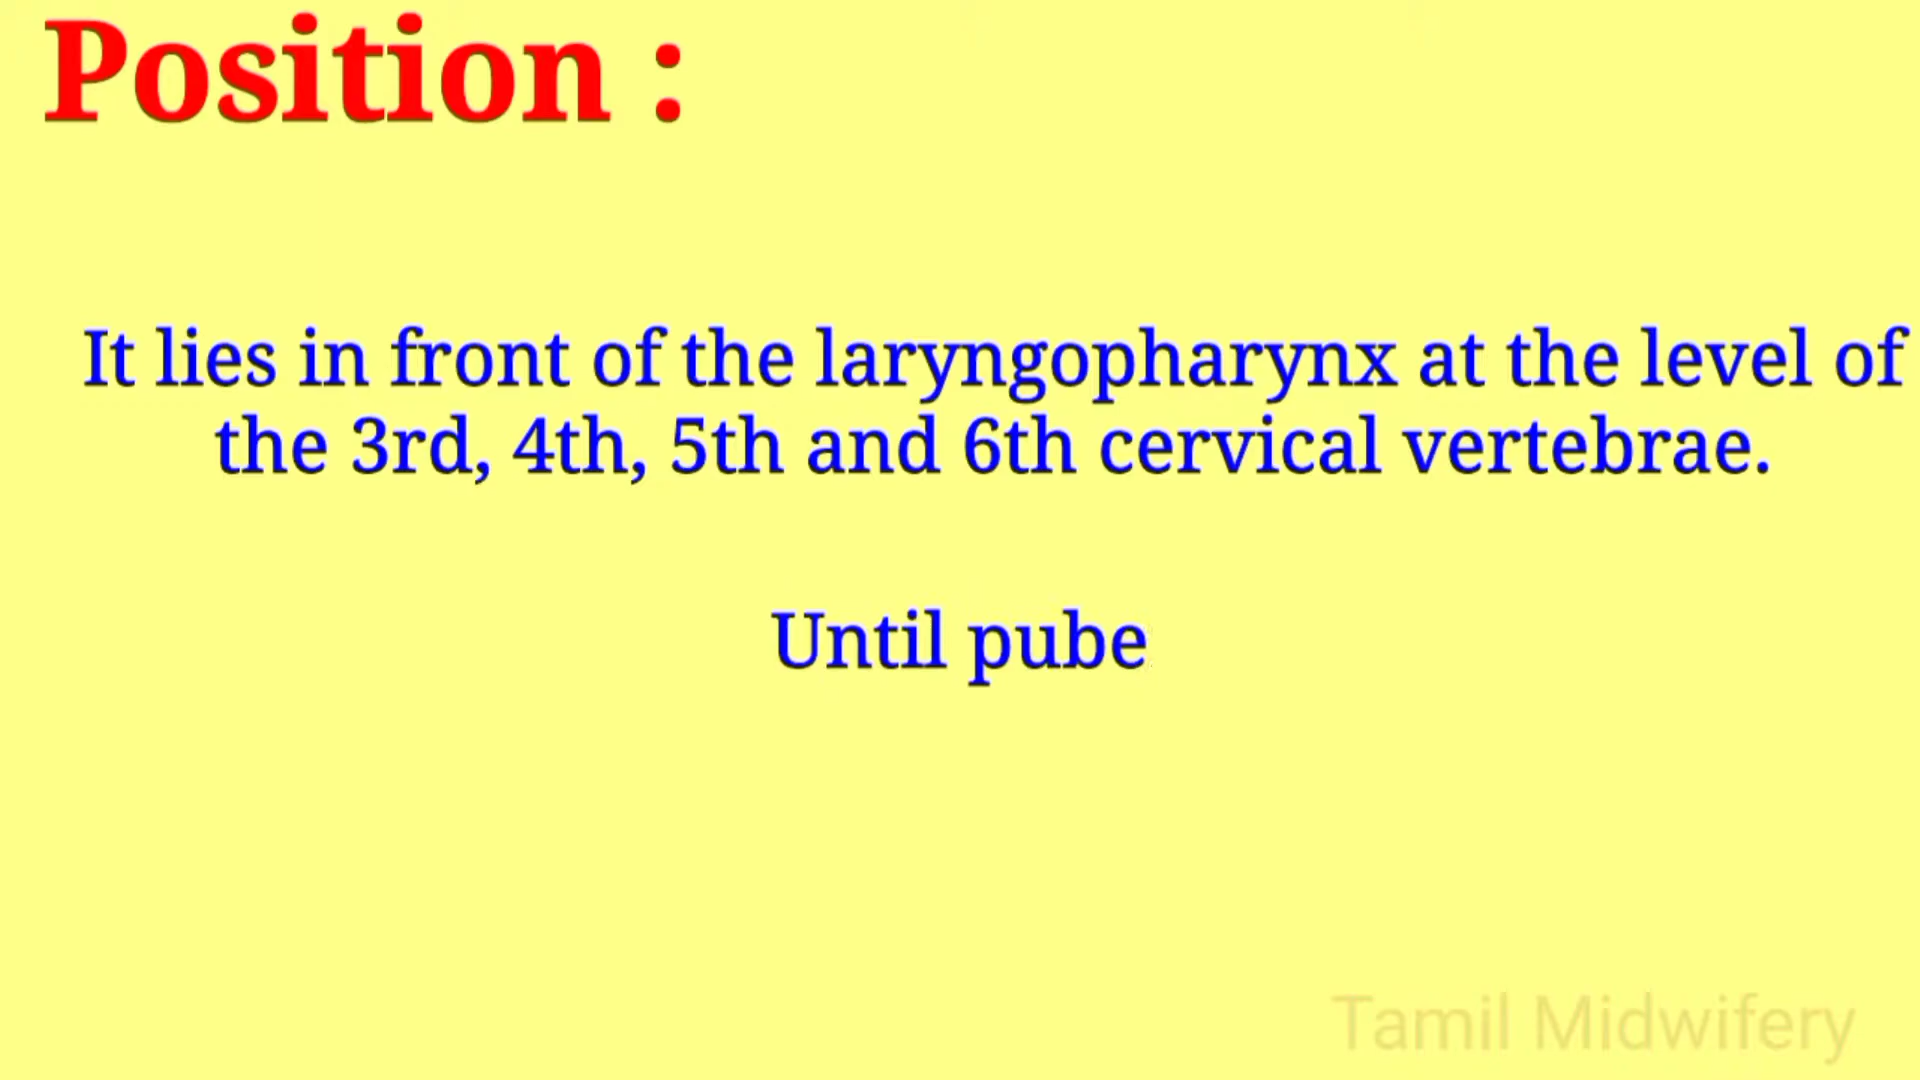 Position :
It lies in front of the laryngopharynx at the level of
the 3rd, 4th, 5th and 6th cervical vertebrae.
Until pube
Tamil Midwifery